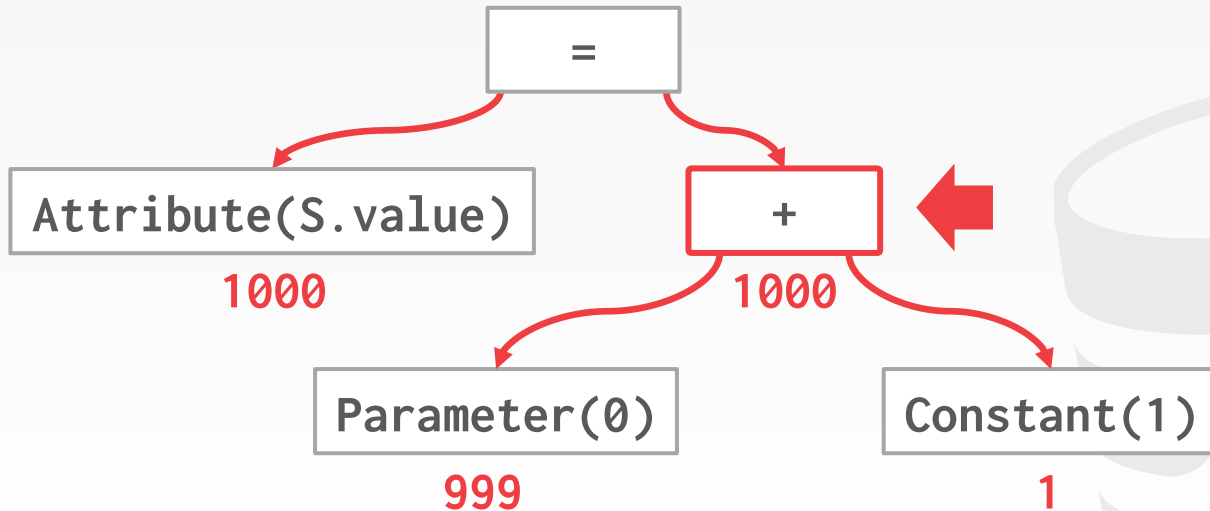 =
Attribute(S.value)
+
1000
1000
Parameter(0)
Constant(1)
999
1